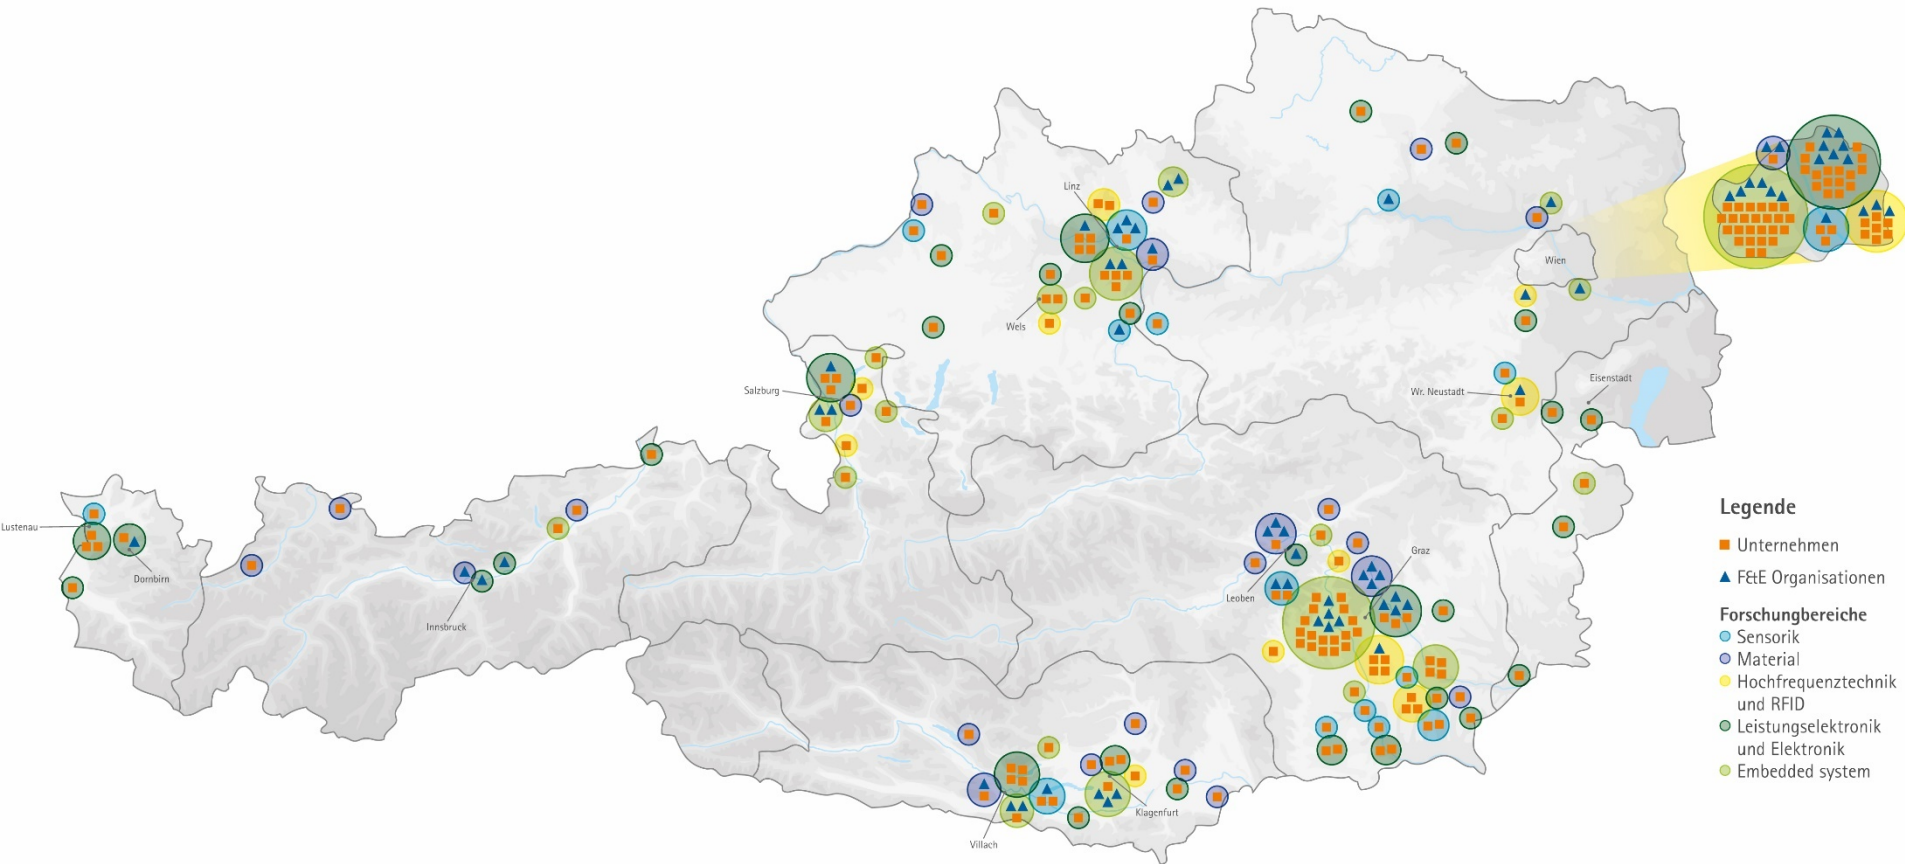 Linz
Wien
Wels
Salzburg
Wr. Neustadt
Eisenstadt
Lustenau
Dornbirn
Innsbruck
Leoben
Graz
Klagenfurt
Villach
Legende
Unternehmen
F&E Organisationen
Forschungbereiche
Sensorik
Material
Hochfrequenztechnik
und RFID
Leistungselektronik
und Elektronik
Embedded system